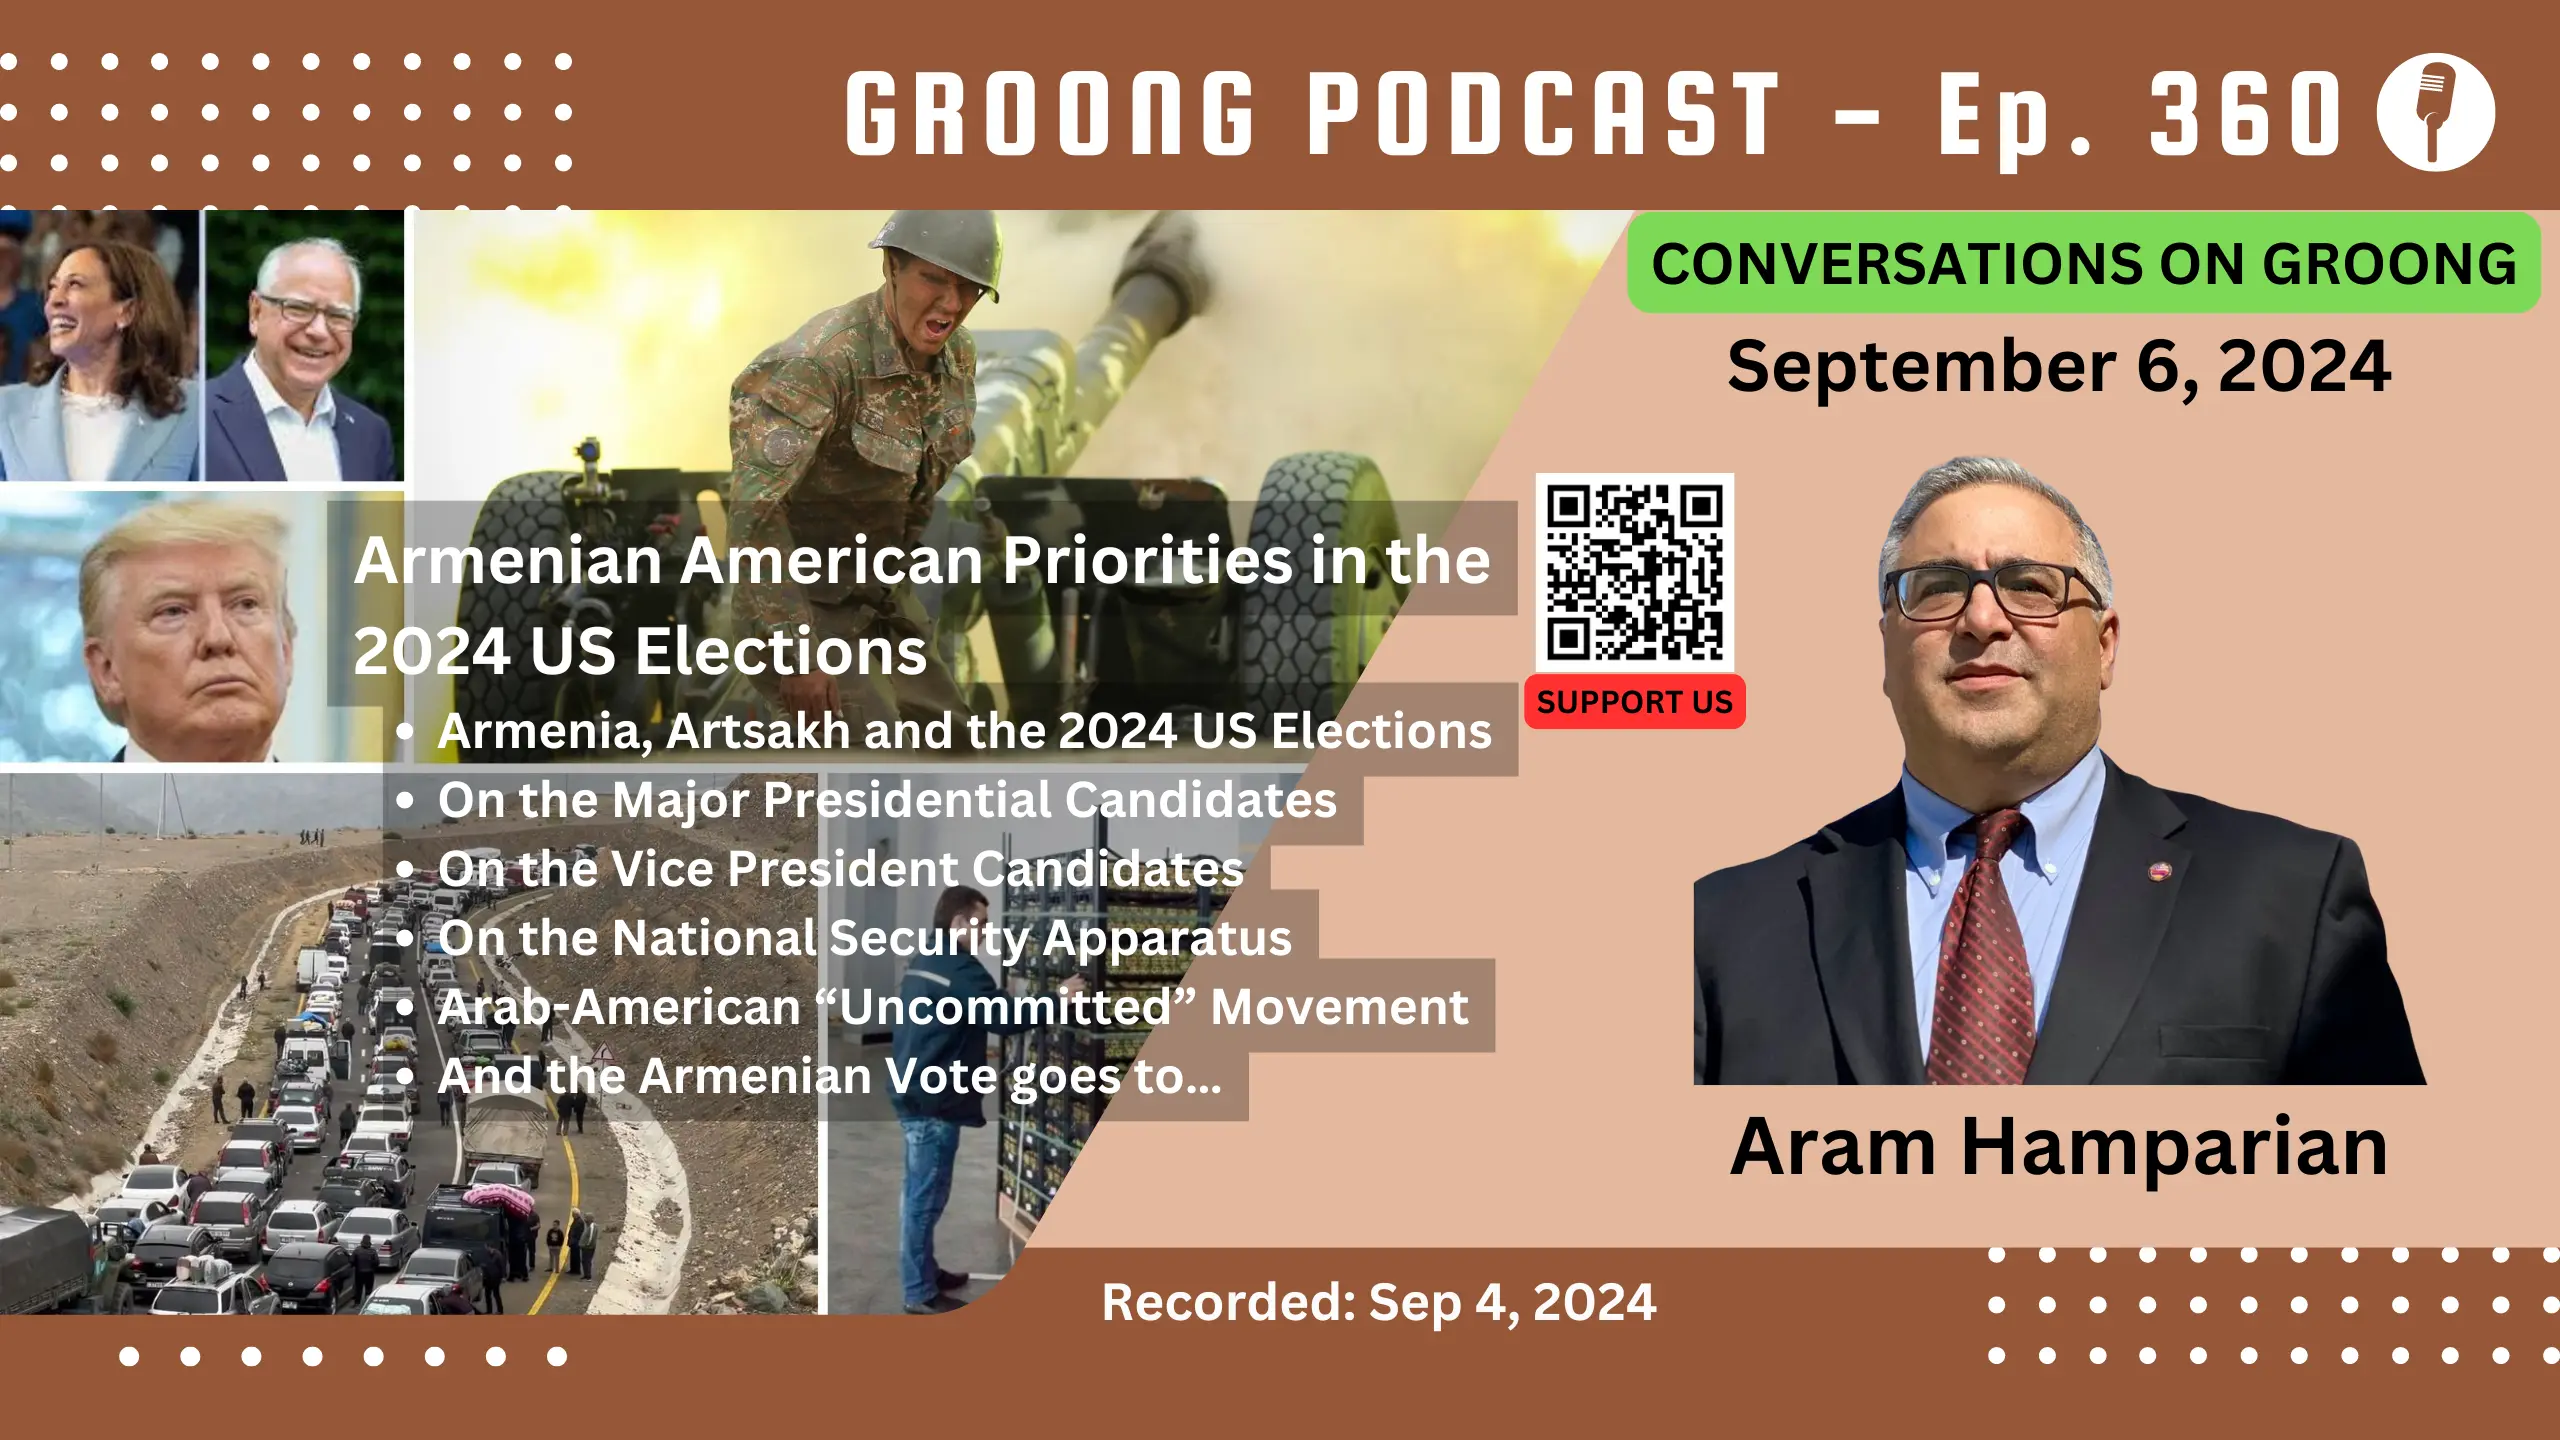 GROONG PODCAST – Ep. 360
CONVERSATIONS ON GROONG
September 6, 2024
Armenian American Priorities in the
2024 US Elections
• Armenia, Artsakh and the 2024 US Elections
• On the Major Presidential Candidates
• On the Vice President Candidates
• On the National Security Apparatus
• Arab-American “Uncommitted” Movement
• And the Armenian Vote goes to...
SUPPORT US
Aram Hamparian
Recorded: Sep 4, 2024